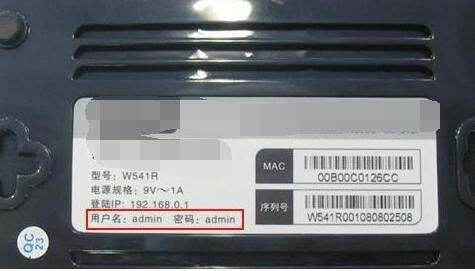 型号: W541R
电源规格: 9V～1A
登陆IP: 192.168.0.1
用户名: admin 密码: admin
MAC
00B00C0126CC
序列号
W541R001080802508
QC
23